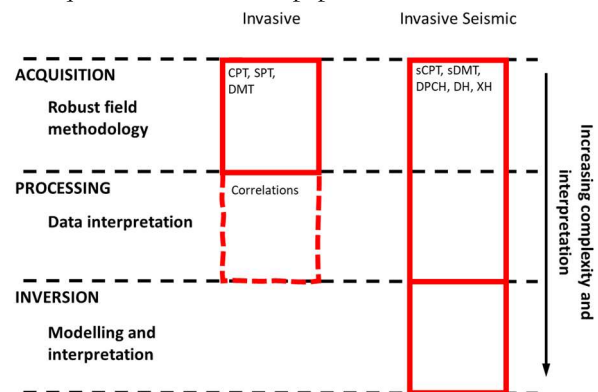 Invasive
Invasive Seismic
ACQUISITION
Robust field
methodology
CPT, SPT,
DMT
sCPT, sDMT,
DPCH, DH, XH
PROCESSING
Data interpretation
Correlations
INVERSION
Modelling and
interpretation
Increasing complexity and
interpretation